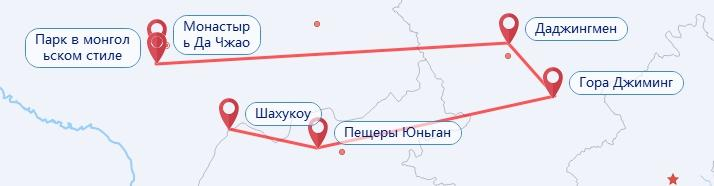 Монастыр
ь Да Чжао
Парк в монгол
ьском стиле
Даджингмен
Гора Джиминг
Шахукоу
Пещеры Юньган